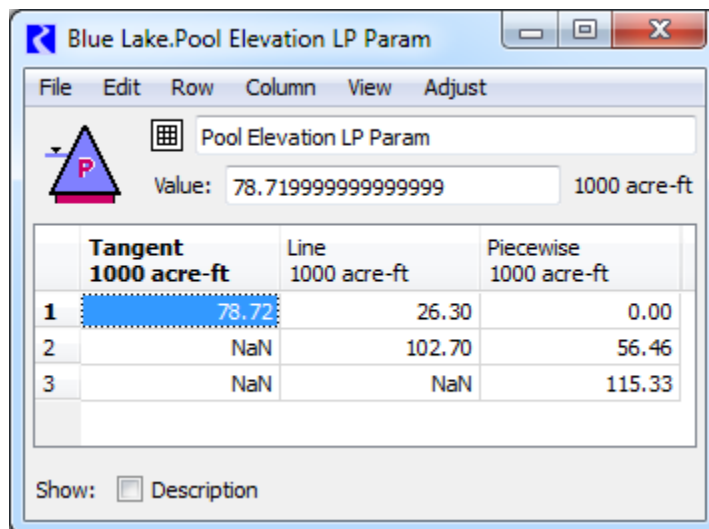 Blue Lake.Pool Elevation LP Param
File Edit Row Column View Adjust
P
Pool Elevation LP Param
Value: 78.719999999999999 1000 acre-ft
Tangent Line Piecewise
1000 acre-ft 1000 acre-ft 1000 acre-ft
1 78.72 26.30 0.00
2 NaN 102.70 56.46
3 NaN NaN 115.33
Show: Description